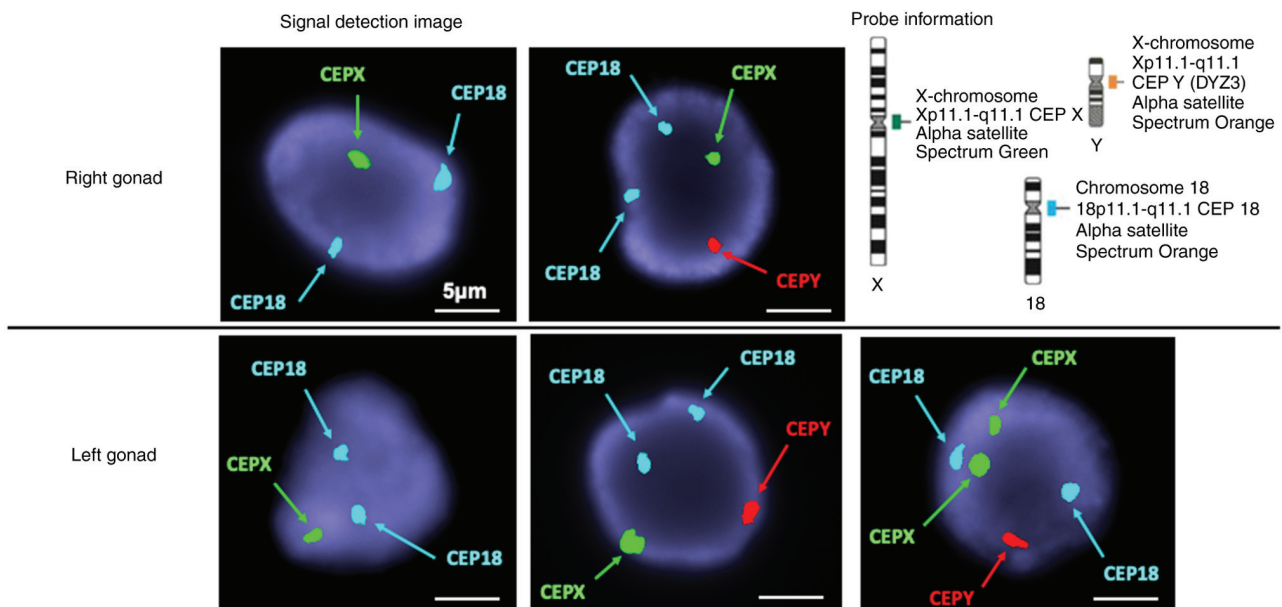 Signal detection image
Probe information
Right gonad
CEPX
CEP18
CEP18
5µm
CEP18
CEPX
CEP18
CEPY
X-chromosome
Xp11.1-q11.1 CEP X
Alpha satellite
Spectrum Green
X
X-chromosome
Xp11.1-q11.1
CEP Y (DYZ3)
Alpha satellite
Spectrum Orange
Y
Chromosome 18
18p11.1-q11.1 CEP 18
Alpha satellite
Spectrum Orange
18
Left gonad
CEP18
CEPX
CEP18
CEP18
CEP18
CEPY
CEPX
CEP18
CEPX
CEPX
CEP18
CEPY